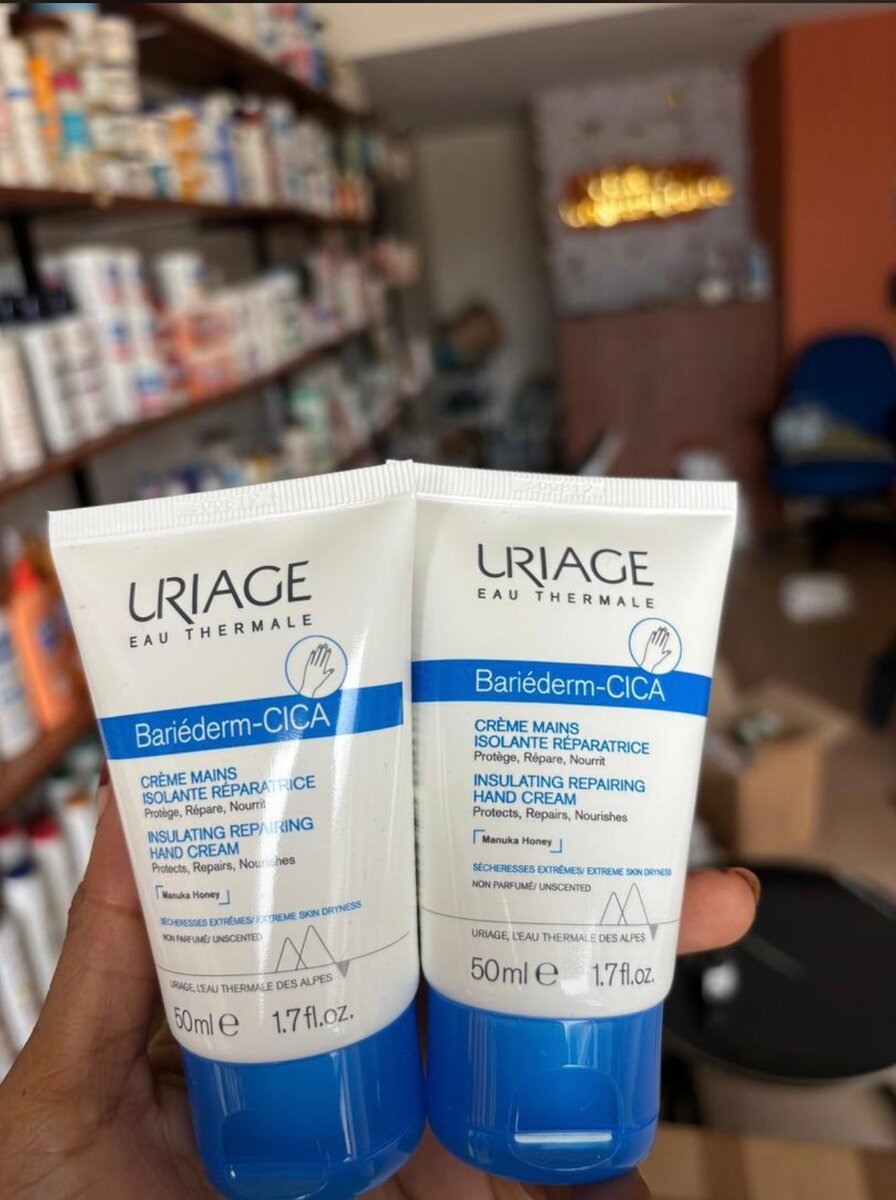 URIAGE
EAU THERMALE
Bariéderm-CICA
CRÈME MAINS
ISOLANTE RÉPARATRICE
Protège, Répare, Nourrit
INSULATING REPAIRING
HAND CREAM
Protects, Repairs, Nourishes
Manuka Honey
SÉCHERESSES EXTRÊMES/ EXTREME SKIN DRYNESS
NON PARFUMÉ/ UNSCENTED
URIAGE, L'EAU THERMALE DES ALPES
50ml e 1.7fl.oz.
URIAGE
EAU THERMALE
Bariéderm-CICA
CRÈME MAINS
ISOLANTE RÉPARATRICE
Protège, Répare, Nourrit
INSULATING REPAIRING
HAND CREAM
Protects, Repairs, Nourishes
Manuka Honey
SÉCHERESSES EXTRÊMES/ EXTREME SKIN DRYNESS
NON PARFUMÉ/ UNSCENTED
URIAGE, L'EAU THERMALE DES ALPES
50ml e 1.7fl.oz.